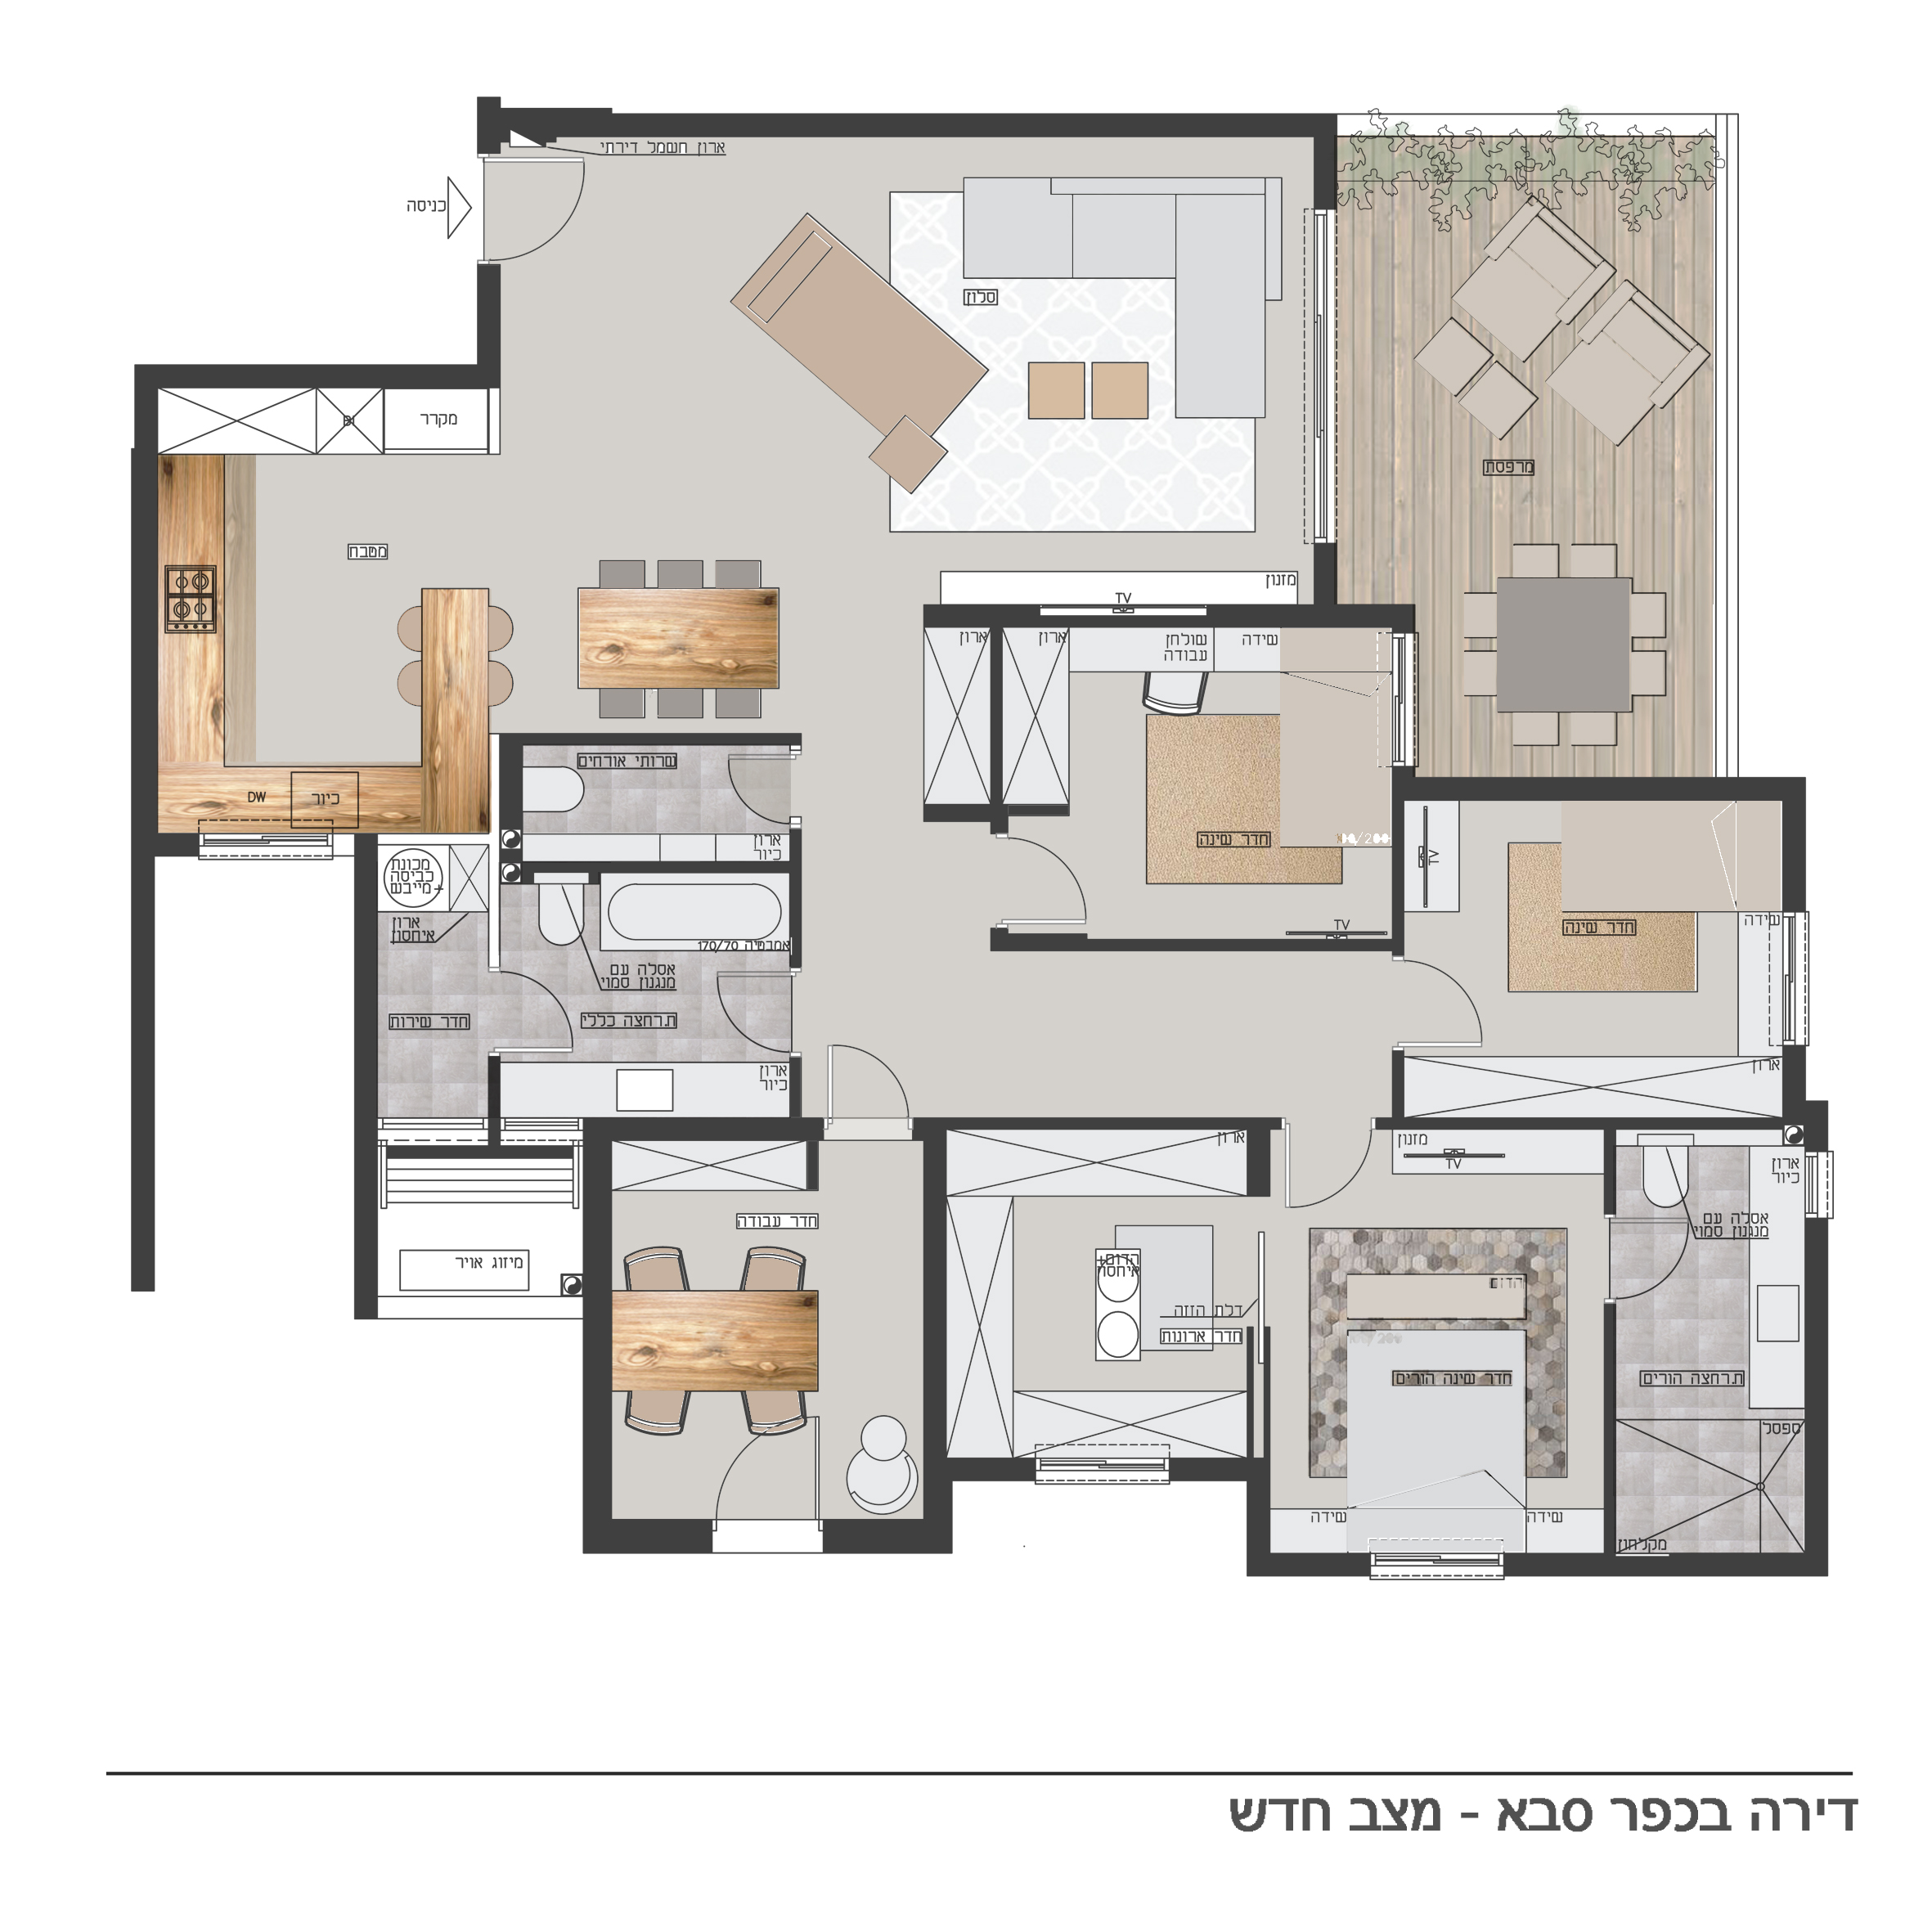 ארון חשמל דירתי
כניסה
סלון
מקרר
מרפסת
מטבח
מזנון
TV
ארון
ארון
שולחן
עבודה
שידה
שרותי אורחים
DW
כיור
ארון
כיור
חדר שינה
TV
TV
חדר שינה
שידה
ארון
מכונת
כביסה
+מייבש
ארון
איחסון
אמבטיה 170/70
אסלה עם
מנגנון סמוי
חדר שירות
ת.רחצה כללי
ארון
כיור
מיזוג אויר
חדר עבודה
ארון
הדום+
איחסון
דלת הזזה
חדר ארונות
מזנון
TV
הדום
חדר שינה הורים
שידה
שידה
ארון
כיור
אסלה עם
מנגנון סמוי
ת.רחצה הורים
ספסל
מקלחון
דירה בכפר סבא - מצב חדש